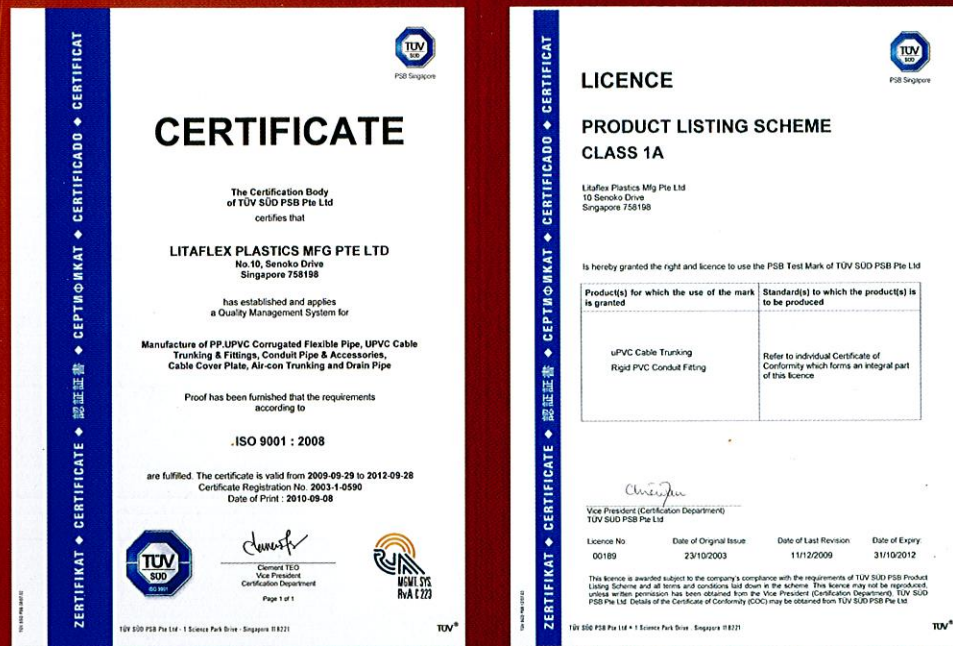 ZERTIFIKAT ◆ CERTIFICATE ◆ 認証証書 ◆ СЕРТИФИКАТ ◆ CERTIFICADO ◆ CERTIFICAT
TÜV
SÜD
PSB Singapore
CERTIFICATE
The Certification Body
of TÜV SÜD PSB Pte Ltd
certifies that
LITAFLEX PLASTICS MFG PTE LTD
No.10, Senoko Drive
Singapore 758198
has established and applies
a Quality Management System for
Manufacture of PP.UPVC Corrugated Flexible Pipe, UPVC Cable
Trunking & Fittings, Conduit Pipe & Accessories,
Cable Cover Plate, Air-con Trunking and Drain Pipe
Proof has been furnished that the requirements
according to
.ISO 9001 : 2008
are fulfilled. The certificate is valid from 2009-09-29 to 2012-09-28
Certificate Registration No. 2003-1-0590
Date of Print : 2010-09-08
TÜV
SÜD
ISO 9001
Clement TEO
Vice President
Certification Department
Page 1 of 1
RvA
MGMT. SYS.
RvA C 223
TÜV SÜD PSB Pte Ltd · 1 Science Park Drive · Singapore 118221
TÜV®
ZERTIFIKAT ◆ CERTIFICATE ◆ 認証証書 ◆ СЕРТИФИКАТ ◆ CERTIFICADO ◆ CERTIFICAT
TÜV
SÜD
PSB Singapore
LICENCE
PRODUCT LISTING SCHEME
CLASS 1A
Litaflex Plastics Mfg Pte Ltd
10 Senoko Drive
Singapore 758198
Is hereby granted the right and licence to use the PSB Test Mark of TÜV SÜD PSB Pte Ltd
Product(s) for which the use of the mark is granted
Standard(s) to which the product(s) is to be produced
uPVC Cable Trunking
Rigid PVC Conduit Fitting
Refer to individual Certificate of
Conformity which forms an integral part
of this licence
Vice President (Certification Department)
TÜV SÜD PSB Pte Ltd
Licence No Date of Original Issue Date of Last Revision Date of Expiry
00189 23/10/2003 11/12/2009 31/10/2012
This licence is awarded subject to the company's compliance with the requirements of TÜV SÜD PSB Product
Listing Scheme and all terms and conditions laid down in the scheme. This licence may not be reproduced,
unless written permission has been obtained from the Vice President (Certification Department), TÜV SÜD
PSB Pte Ltd. Details of the Certificate of Conformity (COC) may be obtained from TÜV SÜD PSB Pte Ltd.
TÜV SÜD PSB Pte Ltd · 1 Science Park Drive · Singapore 118221
TÜV®